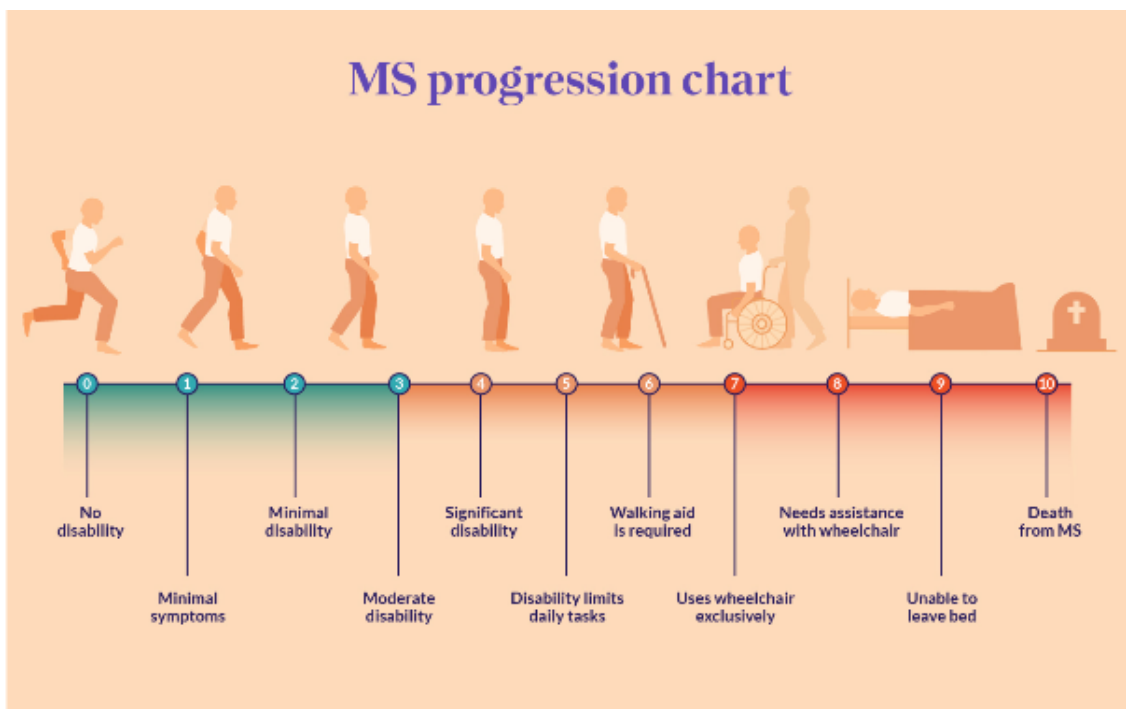 MS progression chart
0 1 2 3 4 5 6 7 8 9 10
No
disability
Minimal
symptoms
Minimal
disability
Moderate
disability
Significant
disability
Disability limits
daily tasks
Walking aid
is required
Uses wheelchair
exclusively
Needs assistance
with wheelchair
Unable to
leave bed
Death
from MS